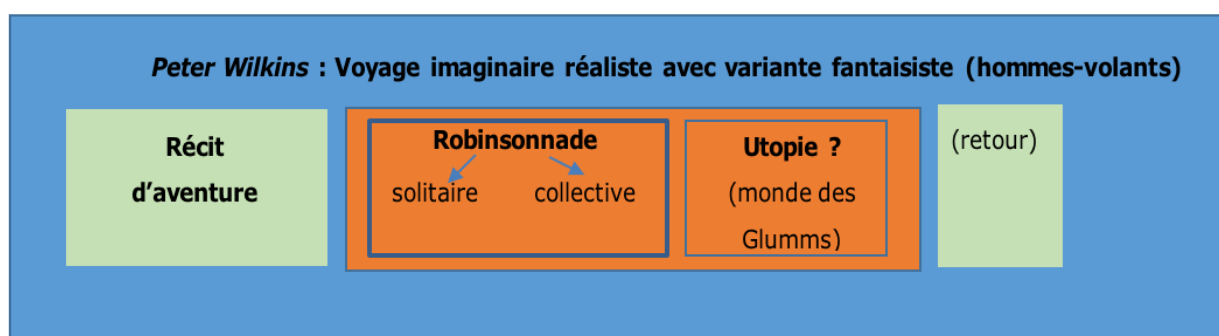 Peter Wilkins : Voyage imaginaire réaliste avec variante fantaisiste (hommes-volants)
Récit
d’aventure
Robinsonnade
solitaire collective
Utopie ?
(monde des
Glumms)
(retour)